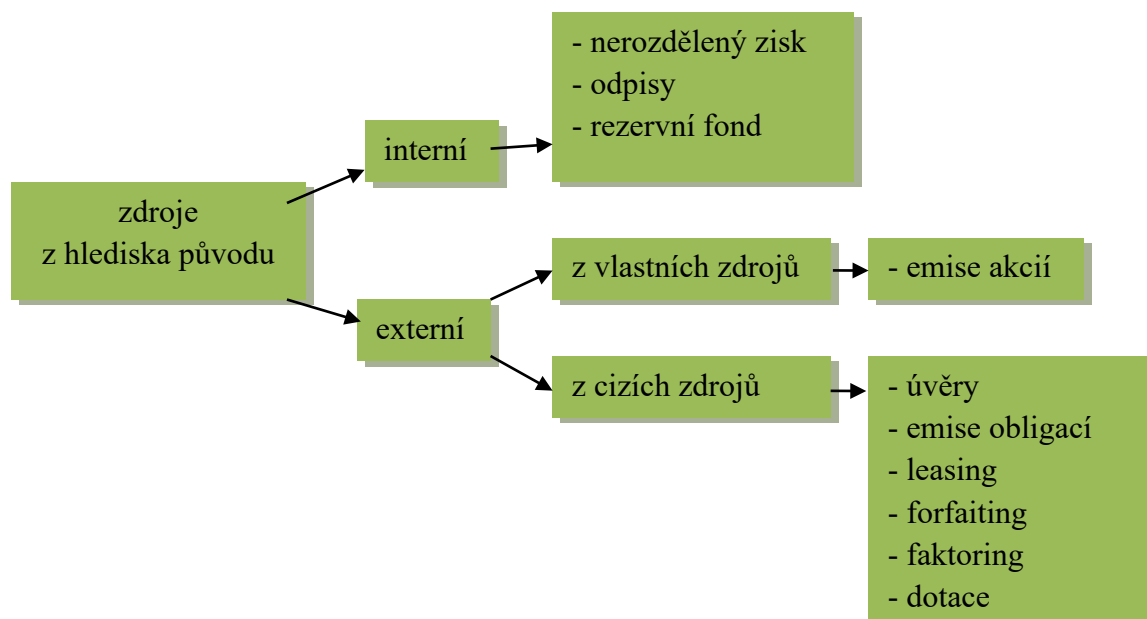 zdroje
z hlediska původu
interní
- nerozdělený zisk
- odpisy
- rezervní fond
externí
z vlastních zdrojů
- emise akcií
z cizích zdrojů
- úvěry
- emise obligací
- leasing
- forfaiting
- faktoring
- dotace